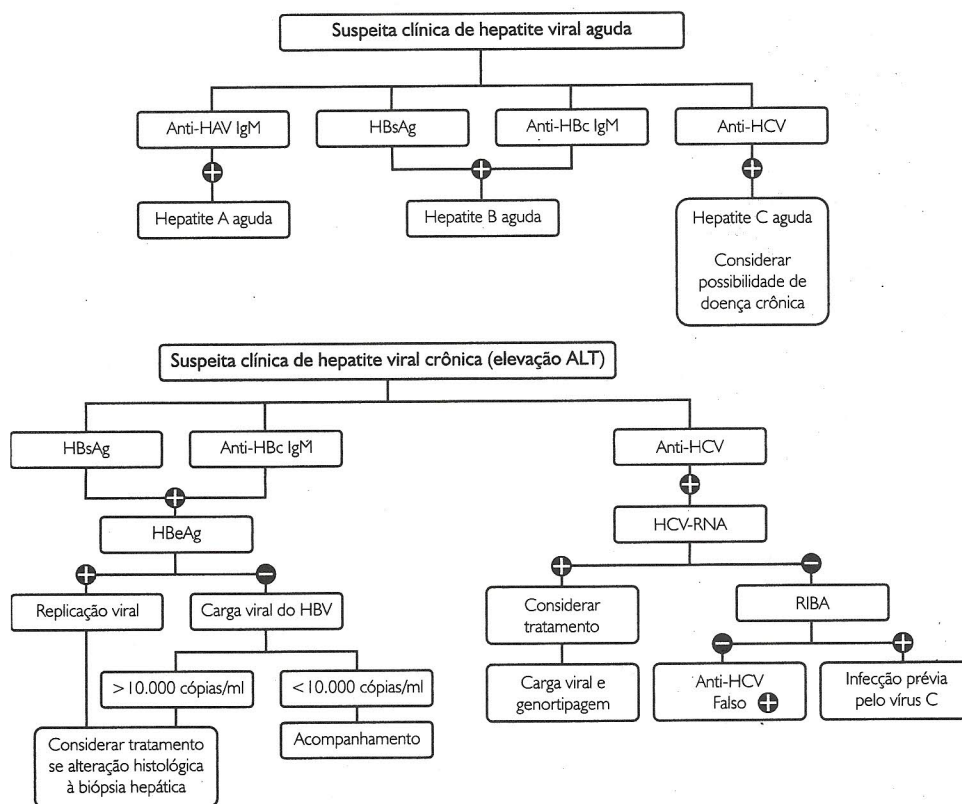 Suspeita clínica de hepatite viral aguda
Anti-HAV IgM
HBsAg
Anti-HBc IgM
Anti-HCV
+
+
+
Hepatite A aguda
Hepatite B aguda
Hepatite C aguda
Considerar
possibilidade de
doença crônica
Suspeita clínica de hepatite viral crônica (elevação ALT)
HBsAg
Anti-HBc IgM
Anti-HCV
+
+
HBeAg
HCV-RNA
+
−
+
−
Replicação viral
Carga viral do HBV
Considerar
tratamento
RIBA
−
+
>10.000 cópias/ml
<10.000 cópias/ml
Carga viral e
genortipagem
Anti-HCV
Falso +
Infecção prévia
pelo vírus C
Considerar tratamento
se alteração histológica
à biópsia hepática
Acompanhamento